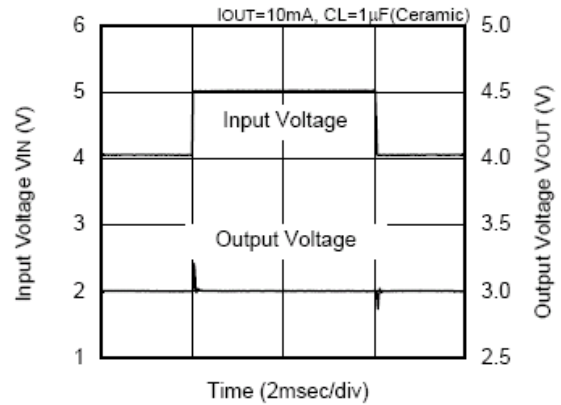 IOUT=10mA, CL=1μF(Ceramic)
6
5
4
3
2
1
Input Voltage VIN (V)
Input Voltage
Output Voltage
5.0
4.5
4.0
3.5
3.0
2.5
Output Voltage VOUT (V)
Time (2msec/div)